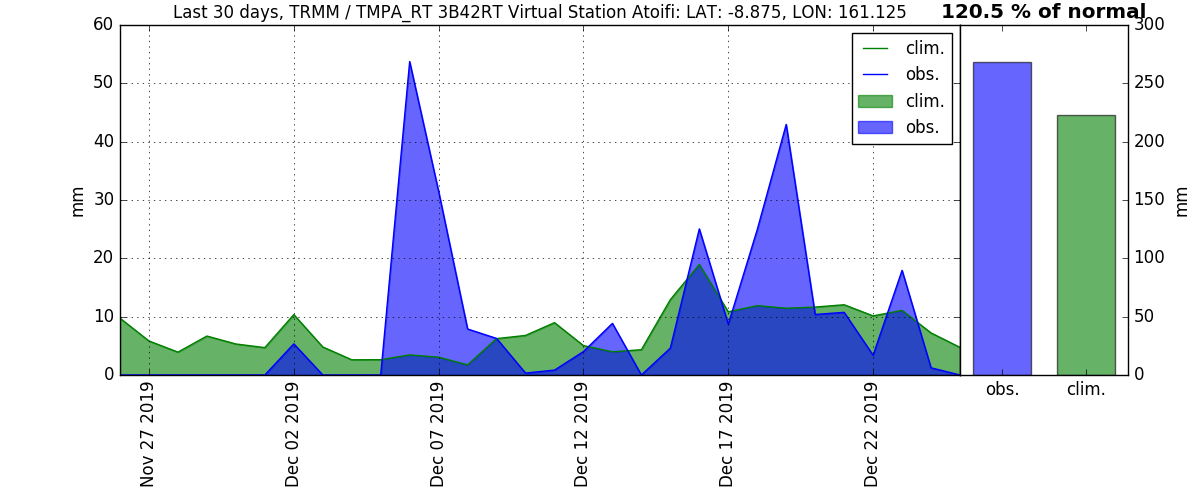 Last 30 days, TRMM / TMPA_RT 3B42RT Virtual Station Atoifi: LAT: -8.875, LON: 161.125
120.5 % of normal
60
50
40
30
20
10
0
mm
clim.
obs.
clim.
obs.
300
250
200
150
100
50
0
mm
Nov 27 2019
Dec 02 2019
Dec 07 2019
Dec 12 2019
Dec 17 2019
Dec 22 2019
obs.
clim.